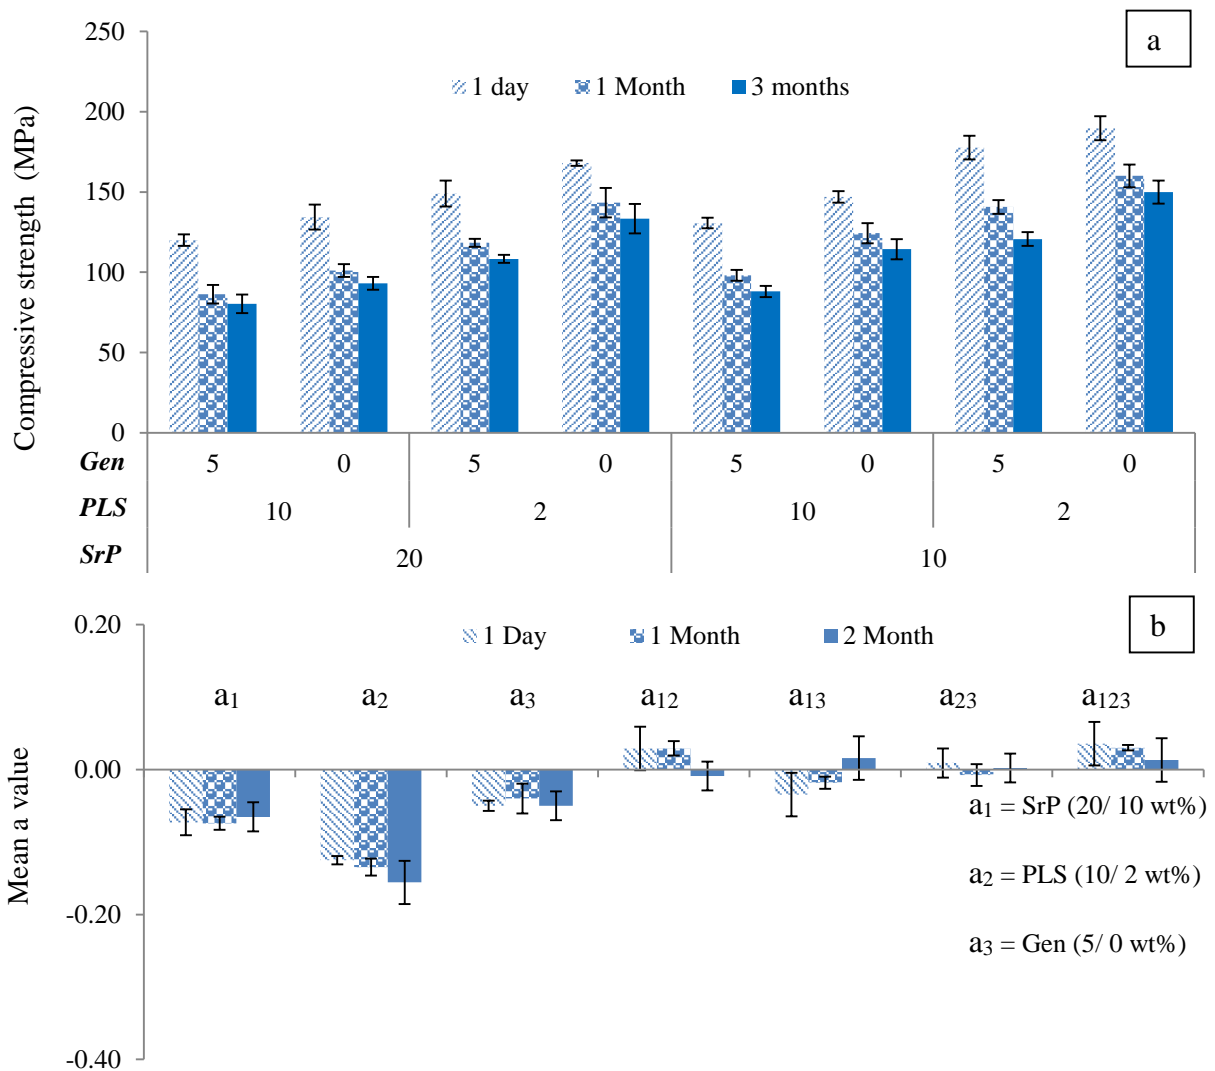 250
a
1 day 1 Month 3 months
200
150
100
50
0
Compressive strength (MPa)
Gen 5 0 5 0 5 0 5 0
PLS 10 2 10 2
SrP 20 10
0.20
b
1 Day 1 Month 2 Month
a₁ a₂ a₃ a₁₂ a₁₃ a₂₃ a₁₂₃
0.00
Mean a value
a₁ = SrP (20/ 10 wt%)
a₂ = PLS (10/ 2 wt%)
-0.20
a₃ = Gen (5/ 0 wt%)
-0.40